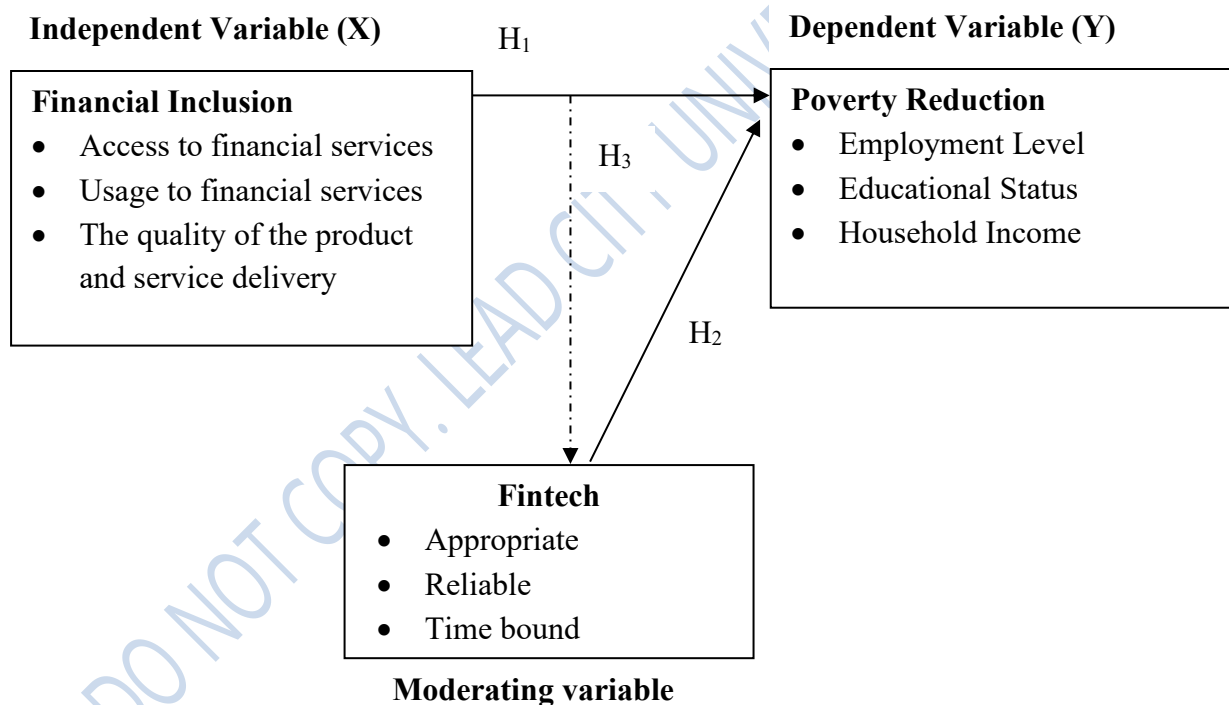 Independent Variable (X)
H₁
Dependent Variable (Y)
Financial Inclusion
• Access to financial services
• Usage to financial services
• The quality of the product
and service delivery
Poverty Reduction
• Employment Level
• Educational Status
• Household Income
H₃
H₂
Fintech
• Appropriate
• Reliable
• Time bound
Moderating variable
DO NOT COPY. LEAD CITY UNIVE